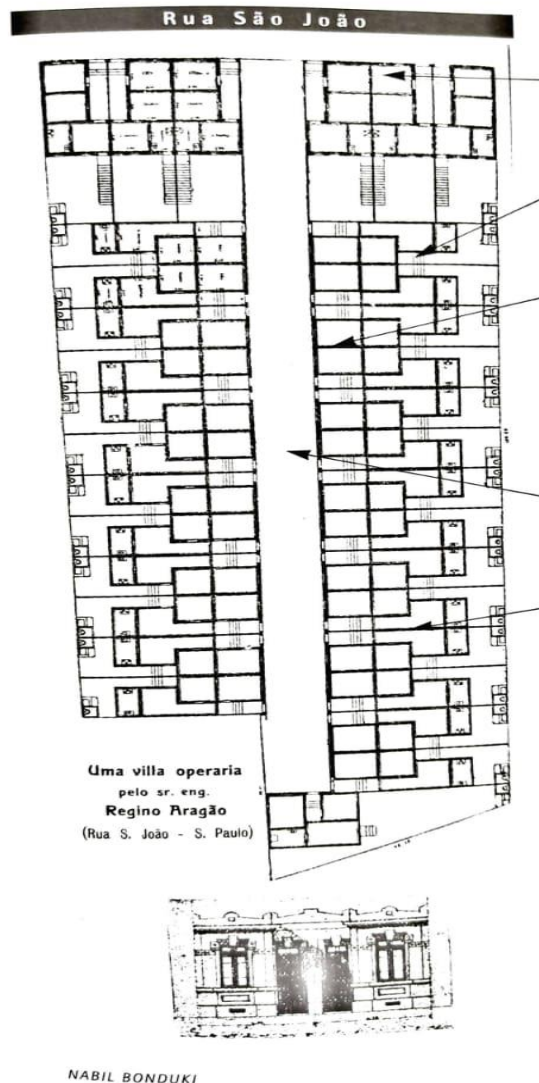 Rua São João
Uma villa operaria
pelo sr. eng.
Regino Aragão
(Rua S. João - S. Paulo)
NABIL BONDUKI